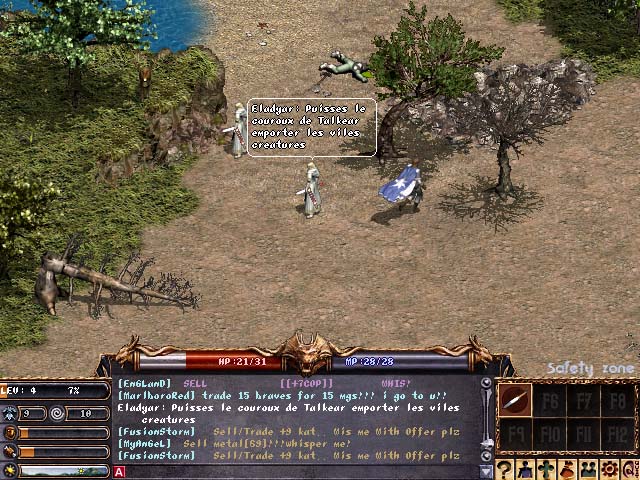 Eladyar: Puisses le
couroux de Talkear
emporter les viles
creatures
HP:21/31
MP:28/28
Safety zone
LEV: 4 7%
9 10
[EnGLanD] SELL [[+7COP]] WHIS?
[MarlboroRed] trade 15 braves for 15 mgs??? i go to u!!
Eladyar: Puisses le couroux de Talkear emporter les viles
creatures
[FusionStorm] Sell/Trade +9 kat.. Wis me With Offer plz
[MyAnGeL] Sell metal[69]???whisper me?
[FusionStorm] Sell/Trade +9 kat.. Wis me With Offer plz
F6 F7 F8
F9 F10 F11 F12
A